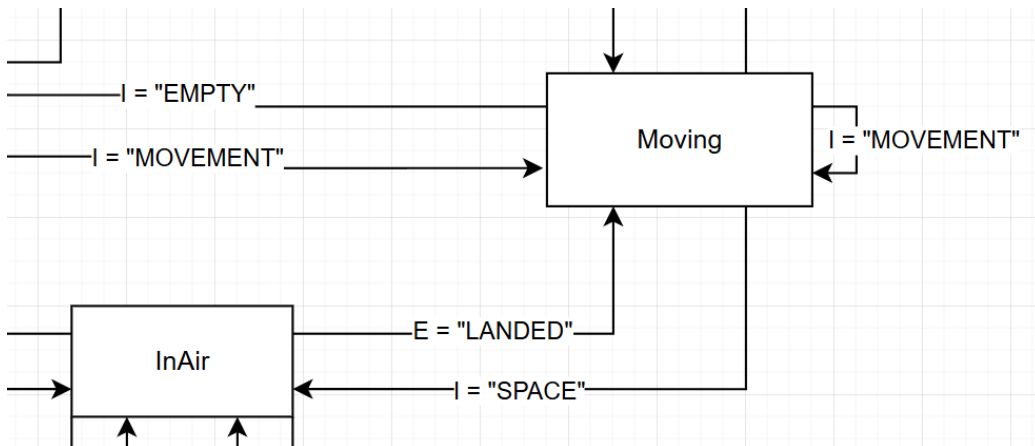 I = "EMPTY"
Moving
I = "MOVEMENT"
I = "MOVEMENT"
E = "LANDED"
InAir
I = "SPACE"